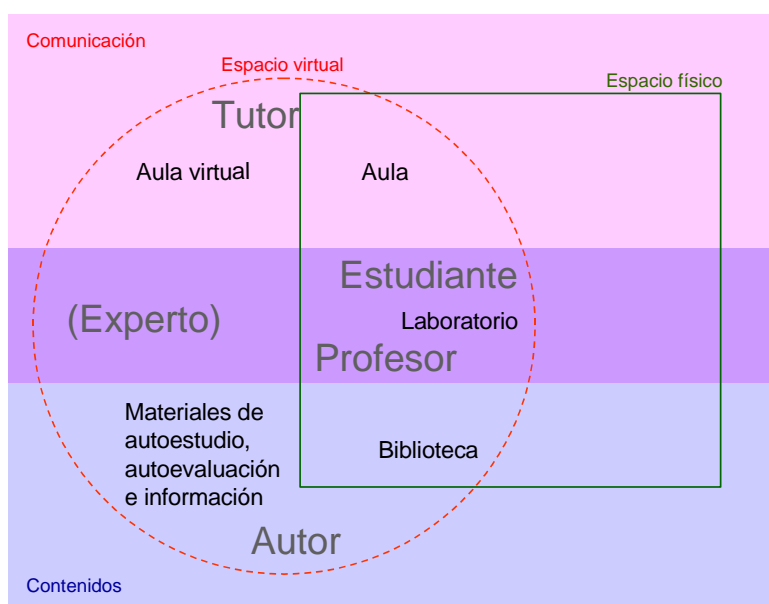 Comunicación
Espacio virtual
Espacio físico
Tutor
Aula virtual
Aula
Estudiante
(Experto)
Laboratorio
Profesor
Materiales de
autoestudio,
autoevaluación
e información
Biblioteca
Autor
Contenidos